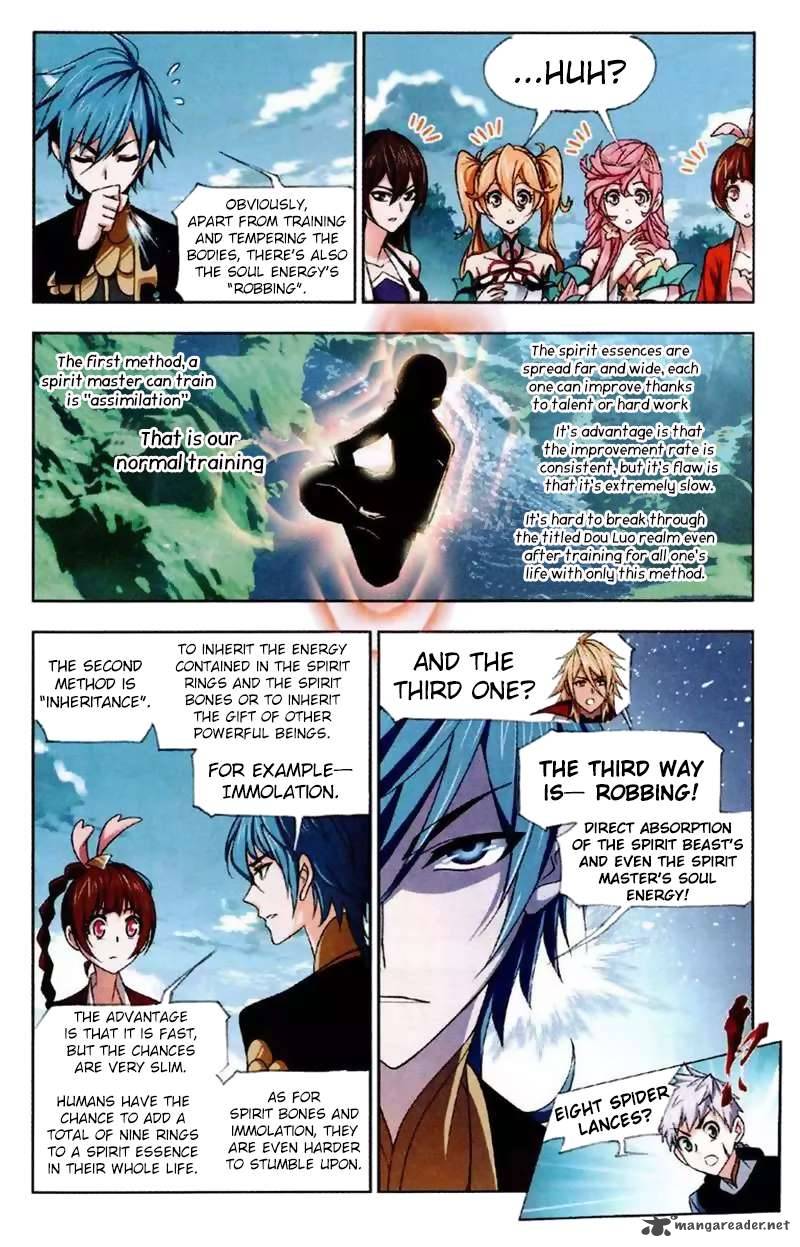 OBVIOUSLY,
APART FROM TRAINING
AND TEMPERING THE
BODIES, THERE'S ALSO
THE SOUL ENERGY'S
"ROBBING".
...HUH?
The first method, a
spirit master can train
is "assimilation"
That is our
normal training
The spirit essences are
spread far and wide, each
one can improve thanks
to talent or hard work
It's advantage is that
the improvement rate is
consistent, but it's flaw is
that it's extremely slow.
It's hard to break through
the titled Dou Luo realm even
after training for all one's
life with only this method.
THE SECOND
METHOD IS
"INHERITANCE".
TO INHERIT THE ENERGY
CONTAINED IN THE SPIRIT
RINGS AND THE SPIRIT
BONES OR TO INHERIT
THE GIFT OF OTHER
POWERFUL BEINGS.
FOR EXAMPLE—
IMMOLATION.
THE ADVANTAGE
IS THAT IT IS FAST,
BUT THE CHANCES
ARE VERY SLIM.
HUMANS HAVE THE
CHANCE TO ADD A
TOTAL OF NINE RINGS
TO A SPIRIT ESSENCE
IN THEIR WHOLE LIFE.
AS FOR
SPIRIT BONES AND
IMMOLATION, THEY
ARE EVEN HARDER
TO STUMBLE UPON.
AND THE
THIRD ONE?
THE THIRD WAY
IS— ROBBING!
DIRECT ABSORPTION
OF THE SPIRIT BEAST'S
AND EVEN THE SPIRIT
MASTER'S SOUL
ENERGY!
EIGHT SPIDER
LANCES?
mangareader.net